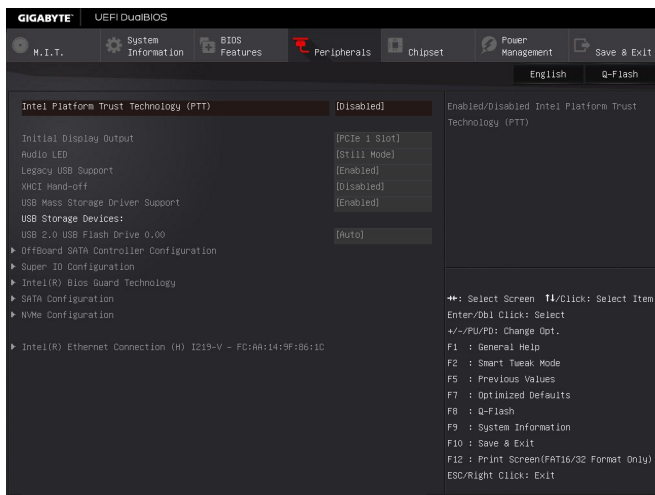 GIGABYTE™ UEFI DualBIOS
M.I.T. System Information BIOS Features Peripherals Chipset Power Management Save & Exit
English Q-Flash
Intel Platform Trust Technology (PTT) [Disabled]
Initial Display Output [PCIe 1 Slot]
Audio LED [Still Mode]
Legacy USB Support [Enabled]
XHCI Hand-off [Disabled]
USB Mass Storage Driver Support [Enabled]
USB Storage Devices:
USB 2.0 USB Flash Drive 0.00 [Auto]
OffBoard SATA Controller Configuration
Super IO Configuration
Intel(R) Bios Guard Technology
SATA Configuration
NVMe Configuration
Intel(R) Ethernet Connection (H) I219-V - FC:AA:14:9F:86:1C
Enabled/Disabled Intel Platform Trust
Technology (PTT)
→←: Select Screen ↑↓/Click: Select Item
Enter/Dbl Click: Select
+/-/PU/PD: Change Opt.
F1 : General Help
F2 : Smart Tweak Mode
F5 : Previous Values
F7 : Optimized Defaults
F8 : Q-Flash
F9 : System Information
F10 : Save & Exit
F12 : Print Screen(FAT16/32 Format Only)
ESC/Right Click: Exit